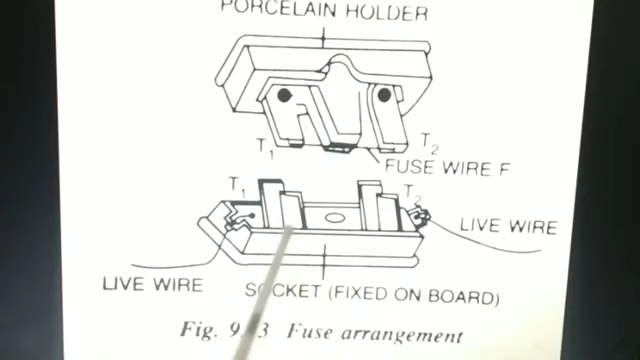 PORCELAIN HOLDER
T1 T2
FUSE WIRE F
T1 T2
LIVE WIRE
LIVE WIRE
SOCKET (FIXED ON BOARD)
Fig. 9. 3 Fuse arrangement